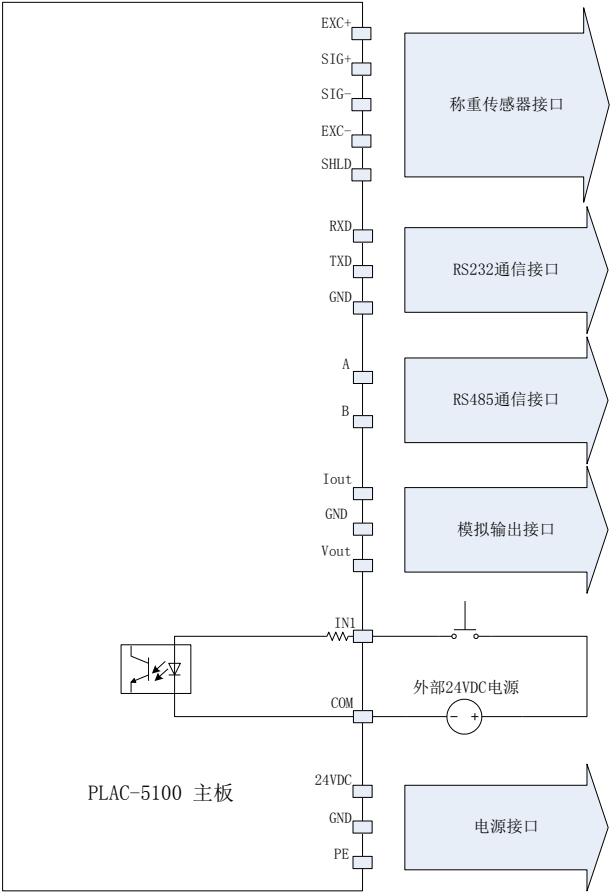 EXC+
SIG+
SIG-
EXC-
SHLD
称重传感器接口
RXD
TXD
GND
RS232通信接口
A
B
RS485通信接口
Iout
GND
Vout
模拟输出接口
IN1
COM
外部24VDC电源
- +
PLAC-5100 主板
24VDC
GND
PE
电源接口